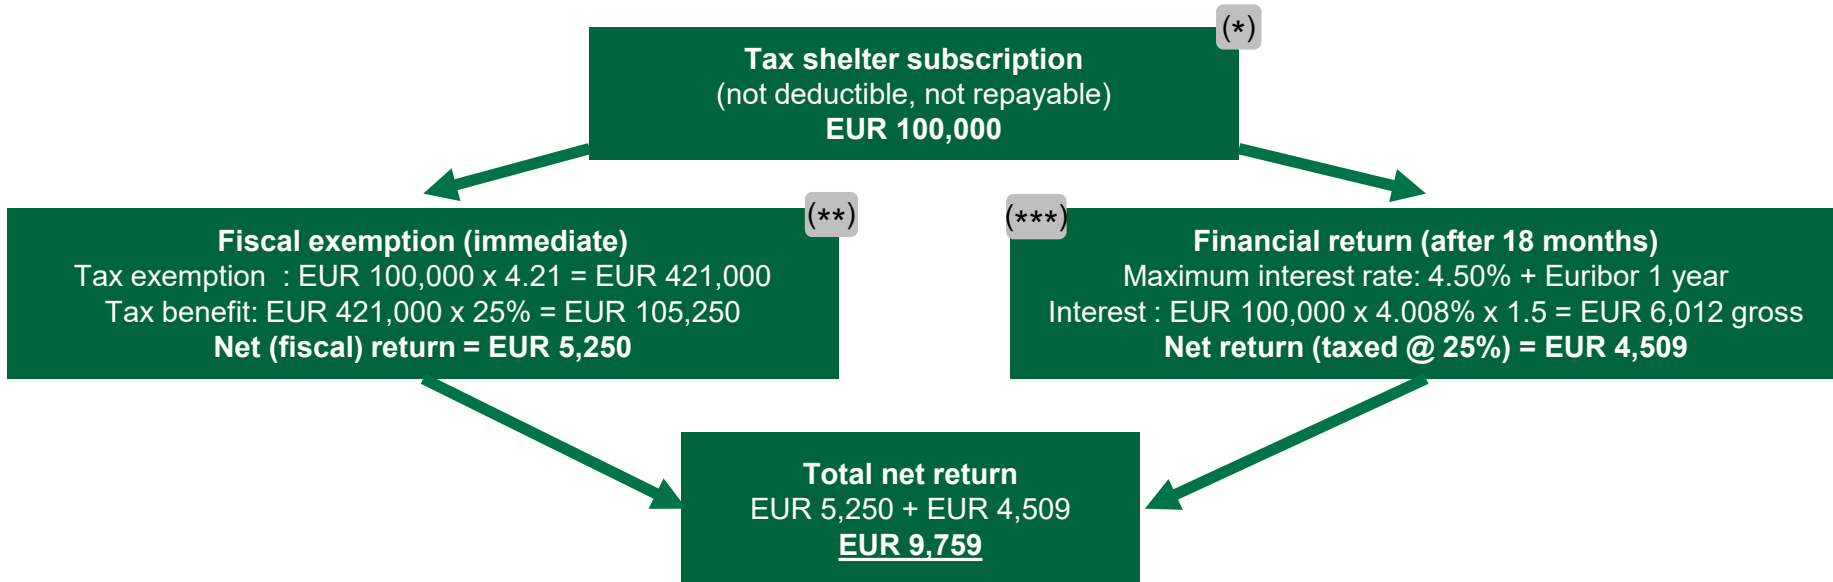 (*)
Tax shelter subscription
(not deductible, not repayable)
EUR 100,000
(**)
Fiscal exemption (immediate)
Tax exemption : EUR 100,000 x 4.21 = EUR 421,000
Tax benefit: EUR 421,000 x 25% = EUR 105,250
Net (fiscal) return = EUR 5,250
(***)
Financial return (after 18 months)
Maximum interest rate: 4.50% + Euribor 1 year
Interest : EUR 100,000 x 4.008% x 1.5 = EUR 6,012 gross
Net return (taxed @ 25%) = EUR 4,509
Total net return
EUR 5,250 + EUR 4,509
EUR 9,759